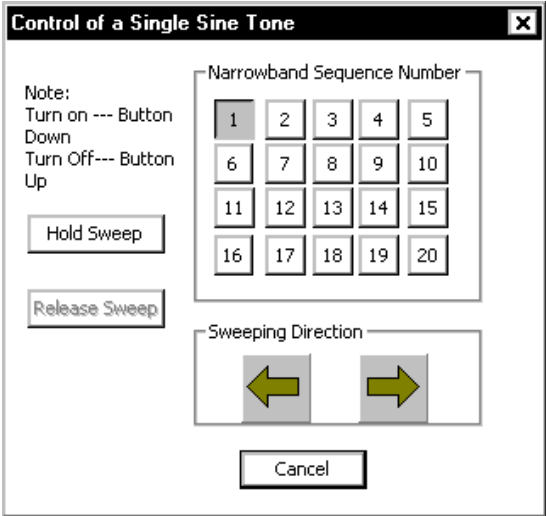 Control of a Single Sine Tone
Note:
Turn on --- Button
Down
Turn Off--- Button
Up
Hold Sweep
Release Sweep
Narrowband Sequence Number
1 2 3 4 5
6 7 8 9 10
11 12 13 14 15
16 17 18 19 20
Sweeping Direction
Cancel